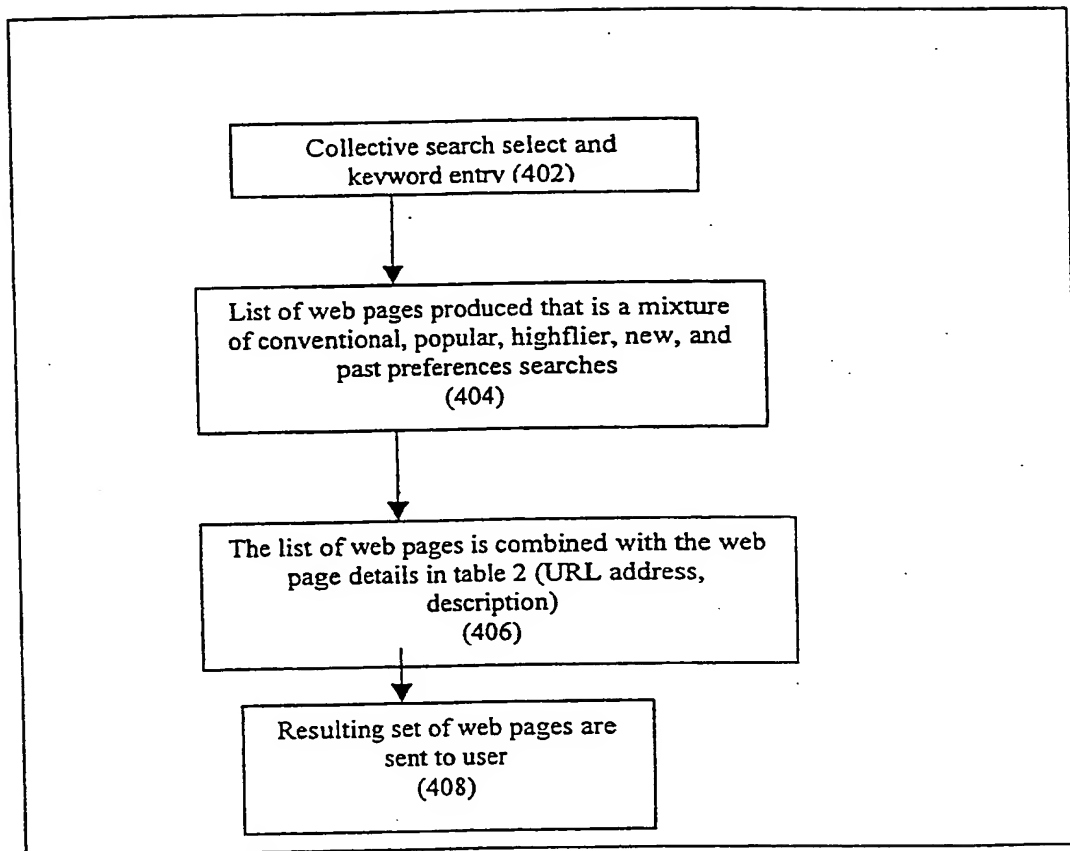 Collective search select and
keyword entry (402)
List of web pages produced that is a mixture
of conventional, popular, highflier, new, and
past preferences searches
(404)
The list of web pages is combined with the web
page details in table 2 (URL address,
description)
(406)
Resulting set of web pages are
sent to user
(408)